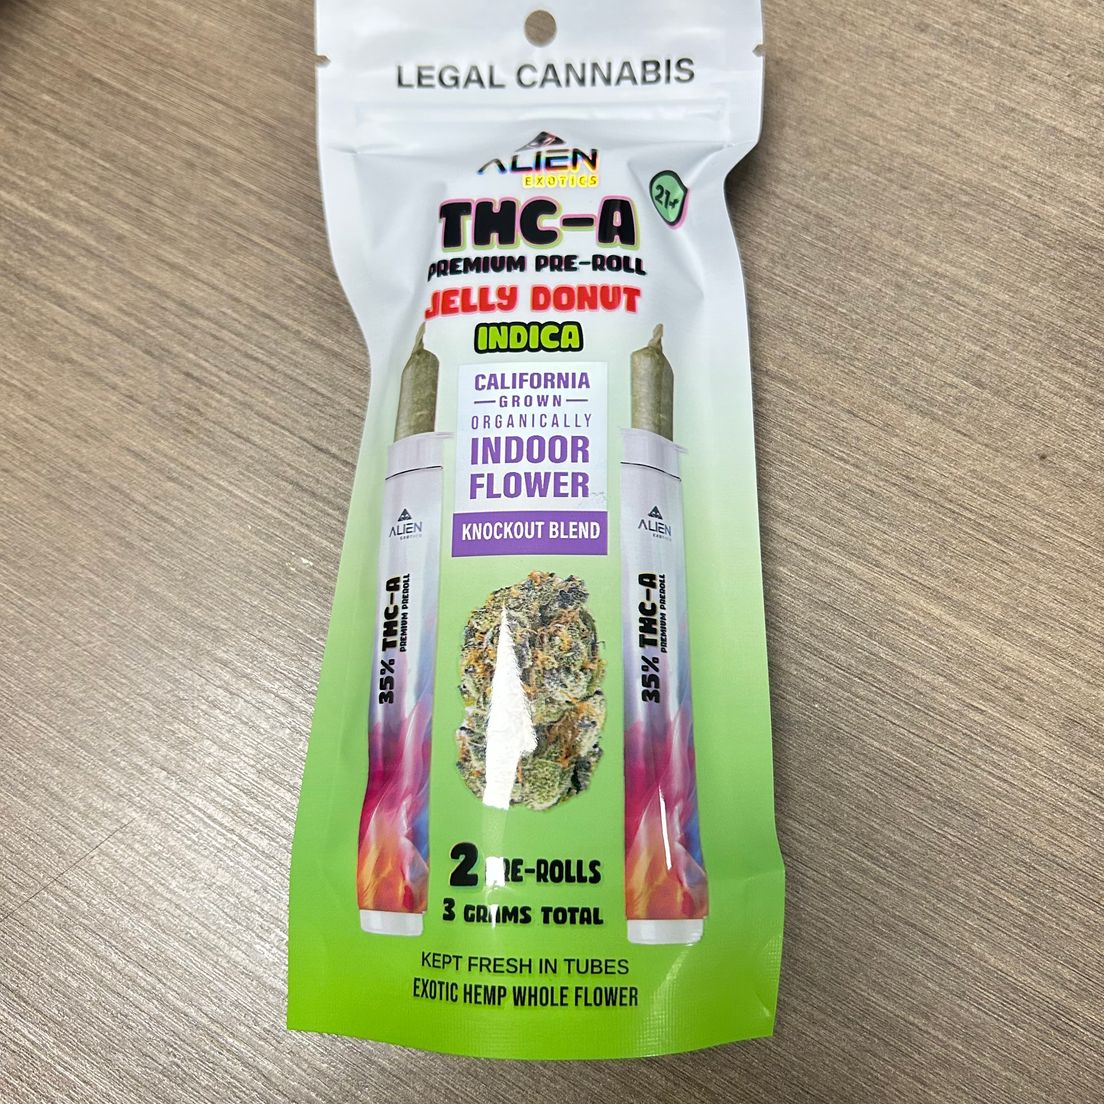 LEGAL CANNABIS
ALIEN
EXOTICS
21+
THC-A
PREMIUM PRE-ROLL
JELLY DONUT
INDICA
CALIFORNIA
GROWN
ORGANICALLY
INDOOR
FLOWER
KNOCKOUT BLEND
ALIEN
EXOTICS
35% THC-A
PREMIUM PREROLL
ALIEN
EXOTICS
35% THC-A
PREMIUM PREROLL
2 PRE-ROLLS
3 GRAMS TOTAL
KEPT FRESH IN TUBES
EXOTIC HEMP WHOLE FLOWER